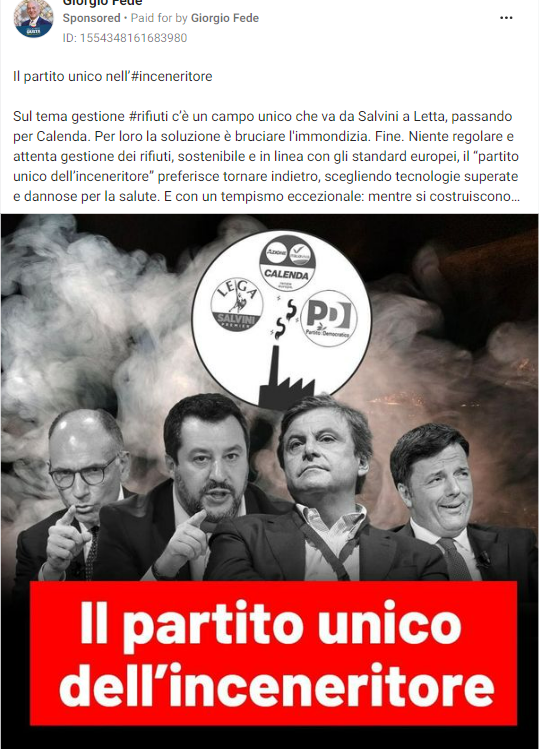 Giorgio Fede
Sponsored • Paid for by Giorgio Fede
ID: 1554348161683980
Il partito unico nell'#inceneritore
Sul tema gestione #rifiuti c'è un campo unico che va da Salvini a Letta, passando
per Calenda. Per loro la soluzione è bruciare l'immondizia. Fine. Niente regolare e
attenta gestione dei rifiuti, sostenibile e in linea con gli standard europei, il "partito
unico dell'inceneritore" preferisce tornare indietro, scegliendo tecnologie superate
e dannose per la salute. E con un tempismo eccezionale: mentre si costruiscono...
AZIONE
CALENDA
LEGA
SALVINI
PREMIER
PD
Partito Democratico
Il partito unico
dell'inceneritore